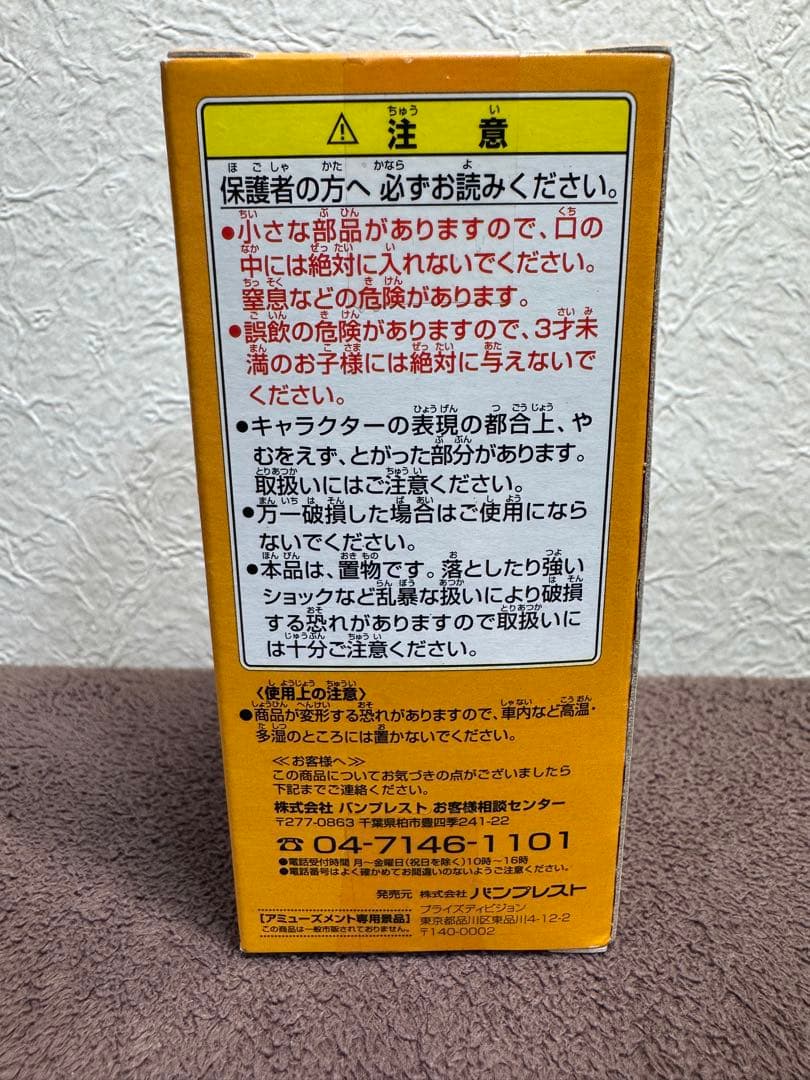 ⚠ 注意
保護者の方へ 必ずお読みください。
●小さな部品がありますので、口の
中には絶対に入れないでください。
窒息などの危険があります。
●誤飲の危険がありますので、3才未
満のお子様には絶対に与えないで
ください。
●キャラクターの表現の都合上、や
むをえず、とがった部分があります。
取扱いにはご注意ください。
●万一破損した場合はご使用になら
ないでください。
●本品は、置物です。落としたり強い
ショックなど乱暴な扱いにより破損
する恐れがありますので取扱いに
は十分ご注意ください。
〈使用上の注意〉
●商品が変形する恐れがありますので、車内など高温・
多湿のところには置かないでください。
≪お客様へ≫
この商品についてお気づきの点がございましたら
下記までご連絡ください。
株式会社 バンプレスト お客様相談センター
〒277-0863 千葉県柏市豊四季241-22
☎ 04-7146-1101
●電話受付時間 月〜金曜日(祝日を除く)10時〜16時
●電話番号はよく確かめてお間違いのないようご注意ください。
発売元 株式会社 バンプレスト
プライズディビジョン
[アミューズメント専用景品] 東京都品川区東品川4-12-2
この商品は一般市販されておりません。 〒140-0002